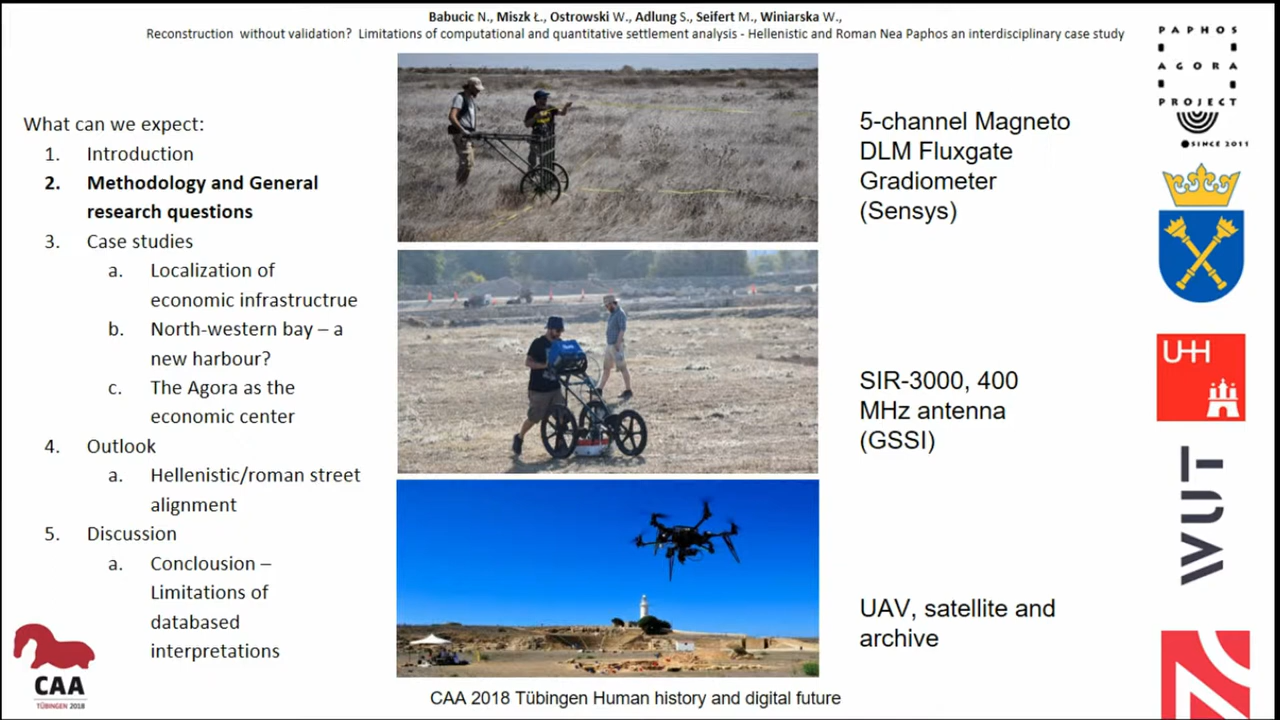 Babucic N., Miszk Ł., Ostrowski W., Adlung S., Seifert M., Winiarska W.,
Reconstruction without validation? Limitations of computational and quantitative settlement analysis - Hellenistic and Roman Nea Paphos an interdisciplinary case study
What can we expect:
1. Introduction
2. Methodology and General
research questions
3. Case studies
a. Localization of
economic infrastructrue
b. North-western bay – a
new harbour?
c. The Agora as the
economic center
4. Outlook
a. Hellenistic/roman street
alignment
5. Discussion
a. Conclousion –
Limitations of
databased
interpretations
5-channel Magneto
DLM Fluxgate
Gradiometer
(Sensys)
SIR-3000, 400
MHz antenna
(GSSI)
UAV, satellite and
archive
PAPHOS
AGORA
PROJECT
SINCE 2011
UH
WUT
CAA
TÜBINGEN 2018
CAA 2018 Tübingen Human history and digital future